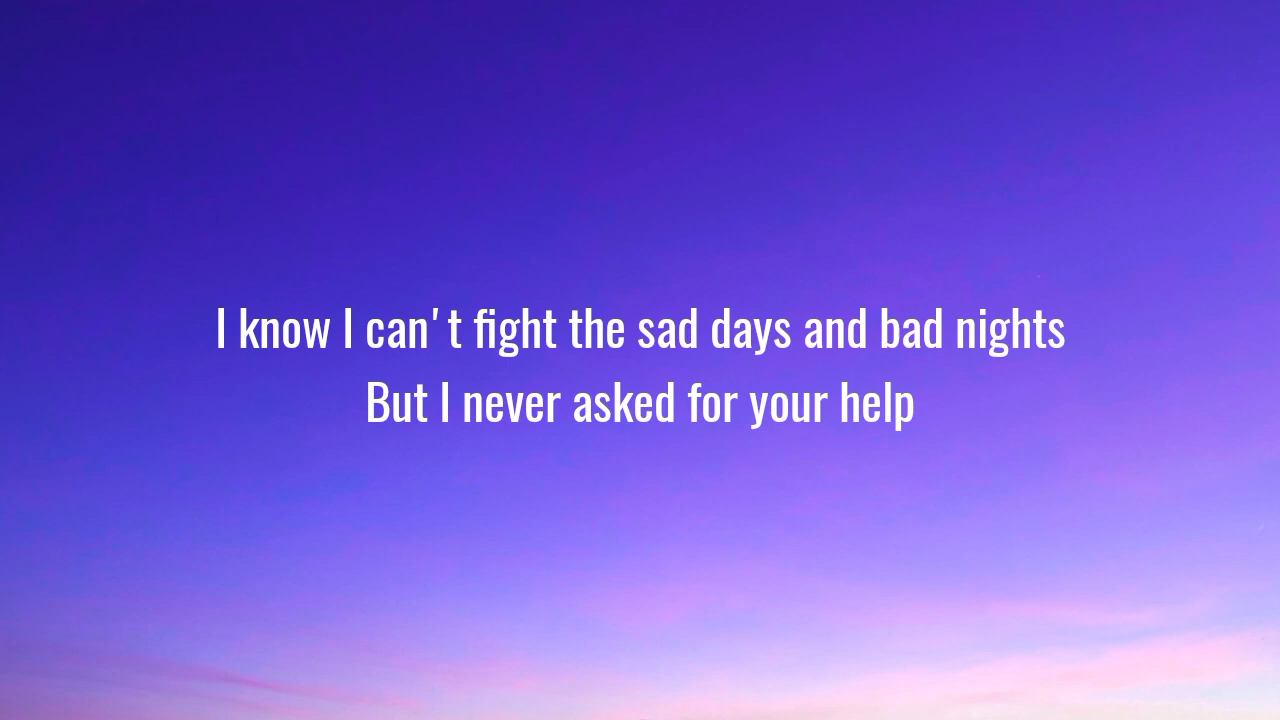 I know I can't fight the sad days and bad nights
But I never asked for your help